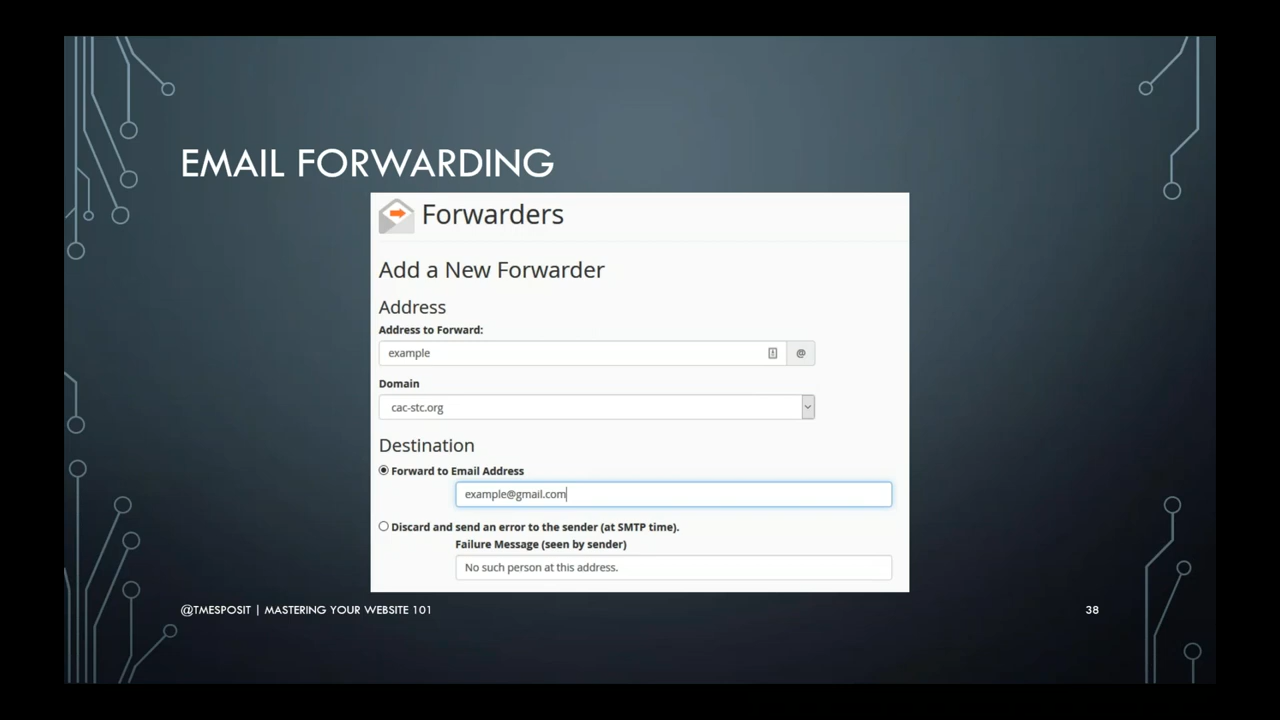 EMAIL FORWARDING
Forwarders
Add a New Forwarder
Address
Address to Forward:
example @
Domain
cac-stc.org
Destination
Forward to Email Address
example@gmail.com
Discard and send an error to the sender (at SMTP time).
Failure Message (seen by sender)
No such person at this address.
@TMESPOSIT | MASTERING YOUR WEBSITE 101 38